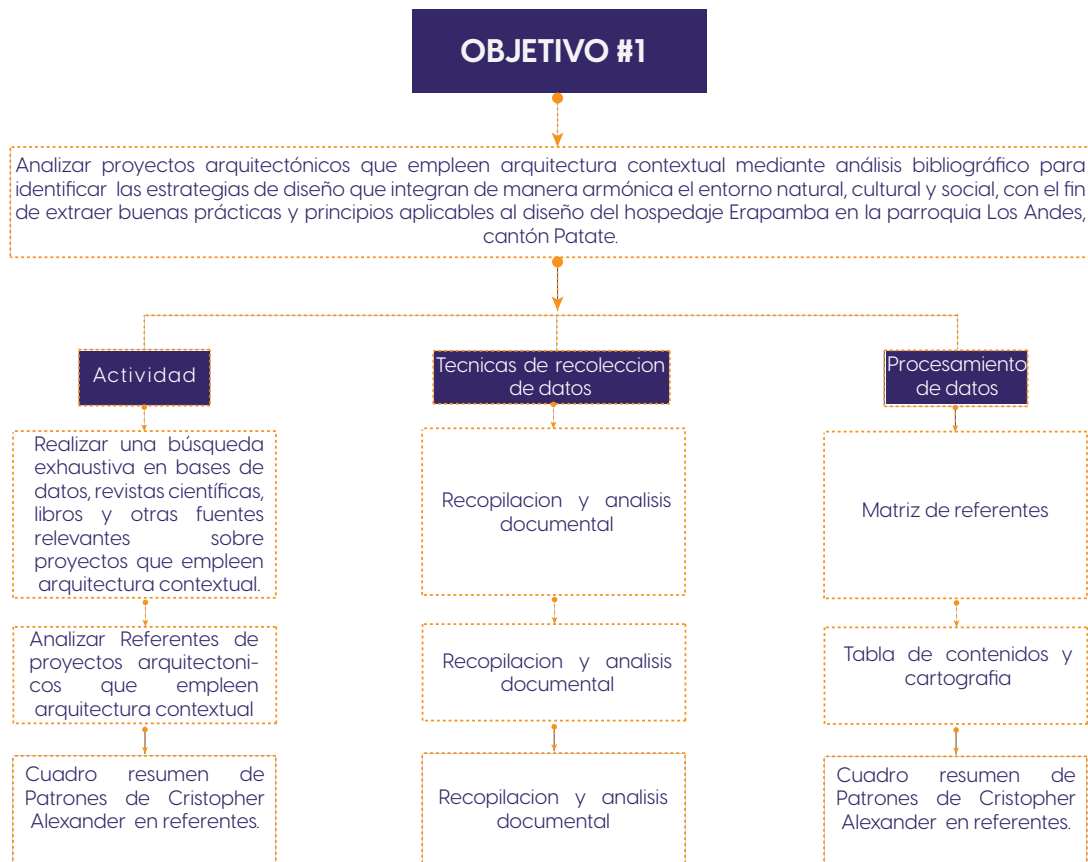 OBJETIVO #1
Analizar proyectos arquitectónicos que empleen arquitectura contextual mediante análisis bibliográfico para
identificar las estrategias de diseño que integran de manera armónica el entorno natural, cultural y social, con el fin
de extraer buenas prácticas y principios aplicables al diseño del hospedaje Erapamba en la parroquia Los Andes,
cantón Patate.
Actividad
Realizar una búsqueda
exhaustiva en bases de
datos, revistas científicas,
libros y otras fuentes
relevantes sobre
proyectos que empleen
arquitectura contextual.
Analizar Referentes de
proyectos arquitectoni-
cos que empleen
arquitectura contextual
Cuadro resumen de
Patrones de Cristopher
Alexander en referentes.
Tecnicas de recoleccion
de datos
Recopilacion y analisis
documental
Recopilacion y analisis
documental
Recopilacion y analisis
documental
Procesamiento
de datos
Matriz de referentes
Tabla de contenidos y
cartografia
Cuadro resumen de
Patrones de Cristopher
Alexander en referentes.